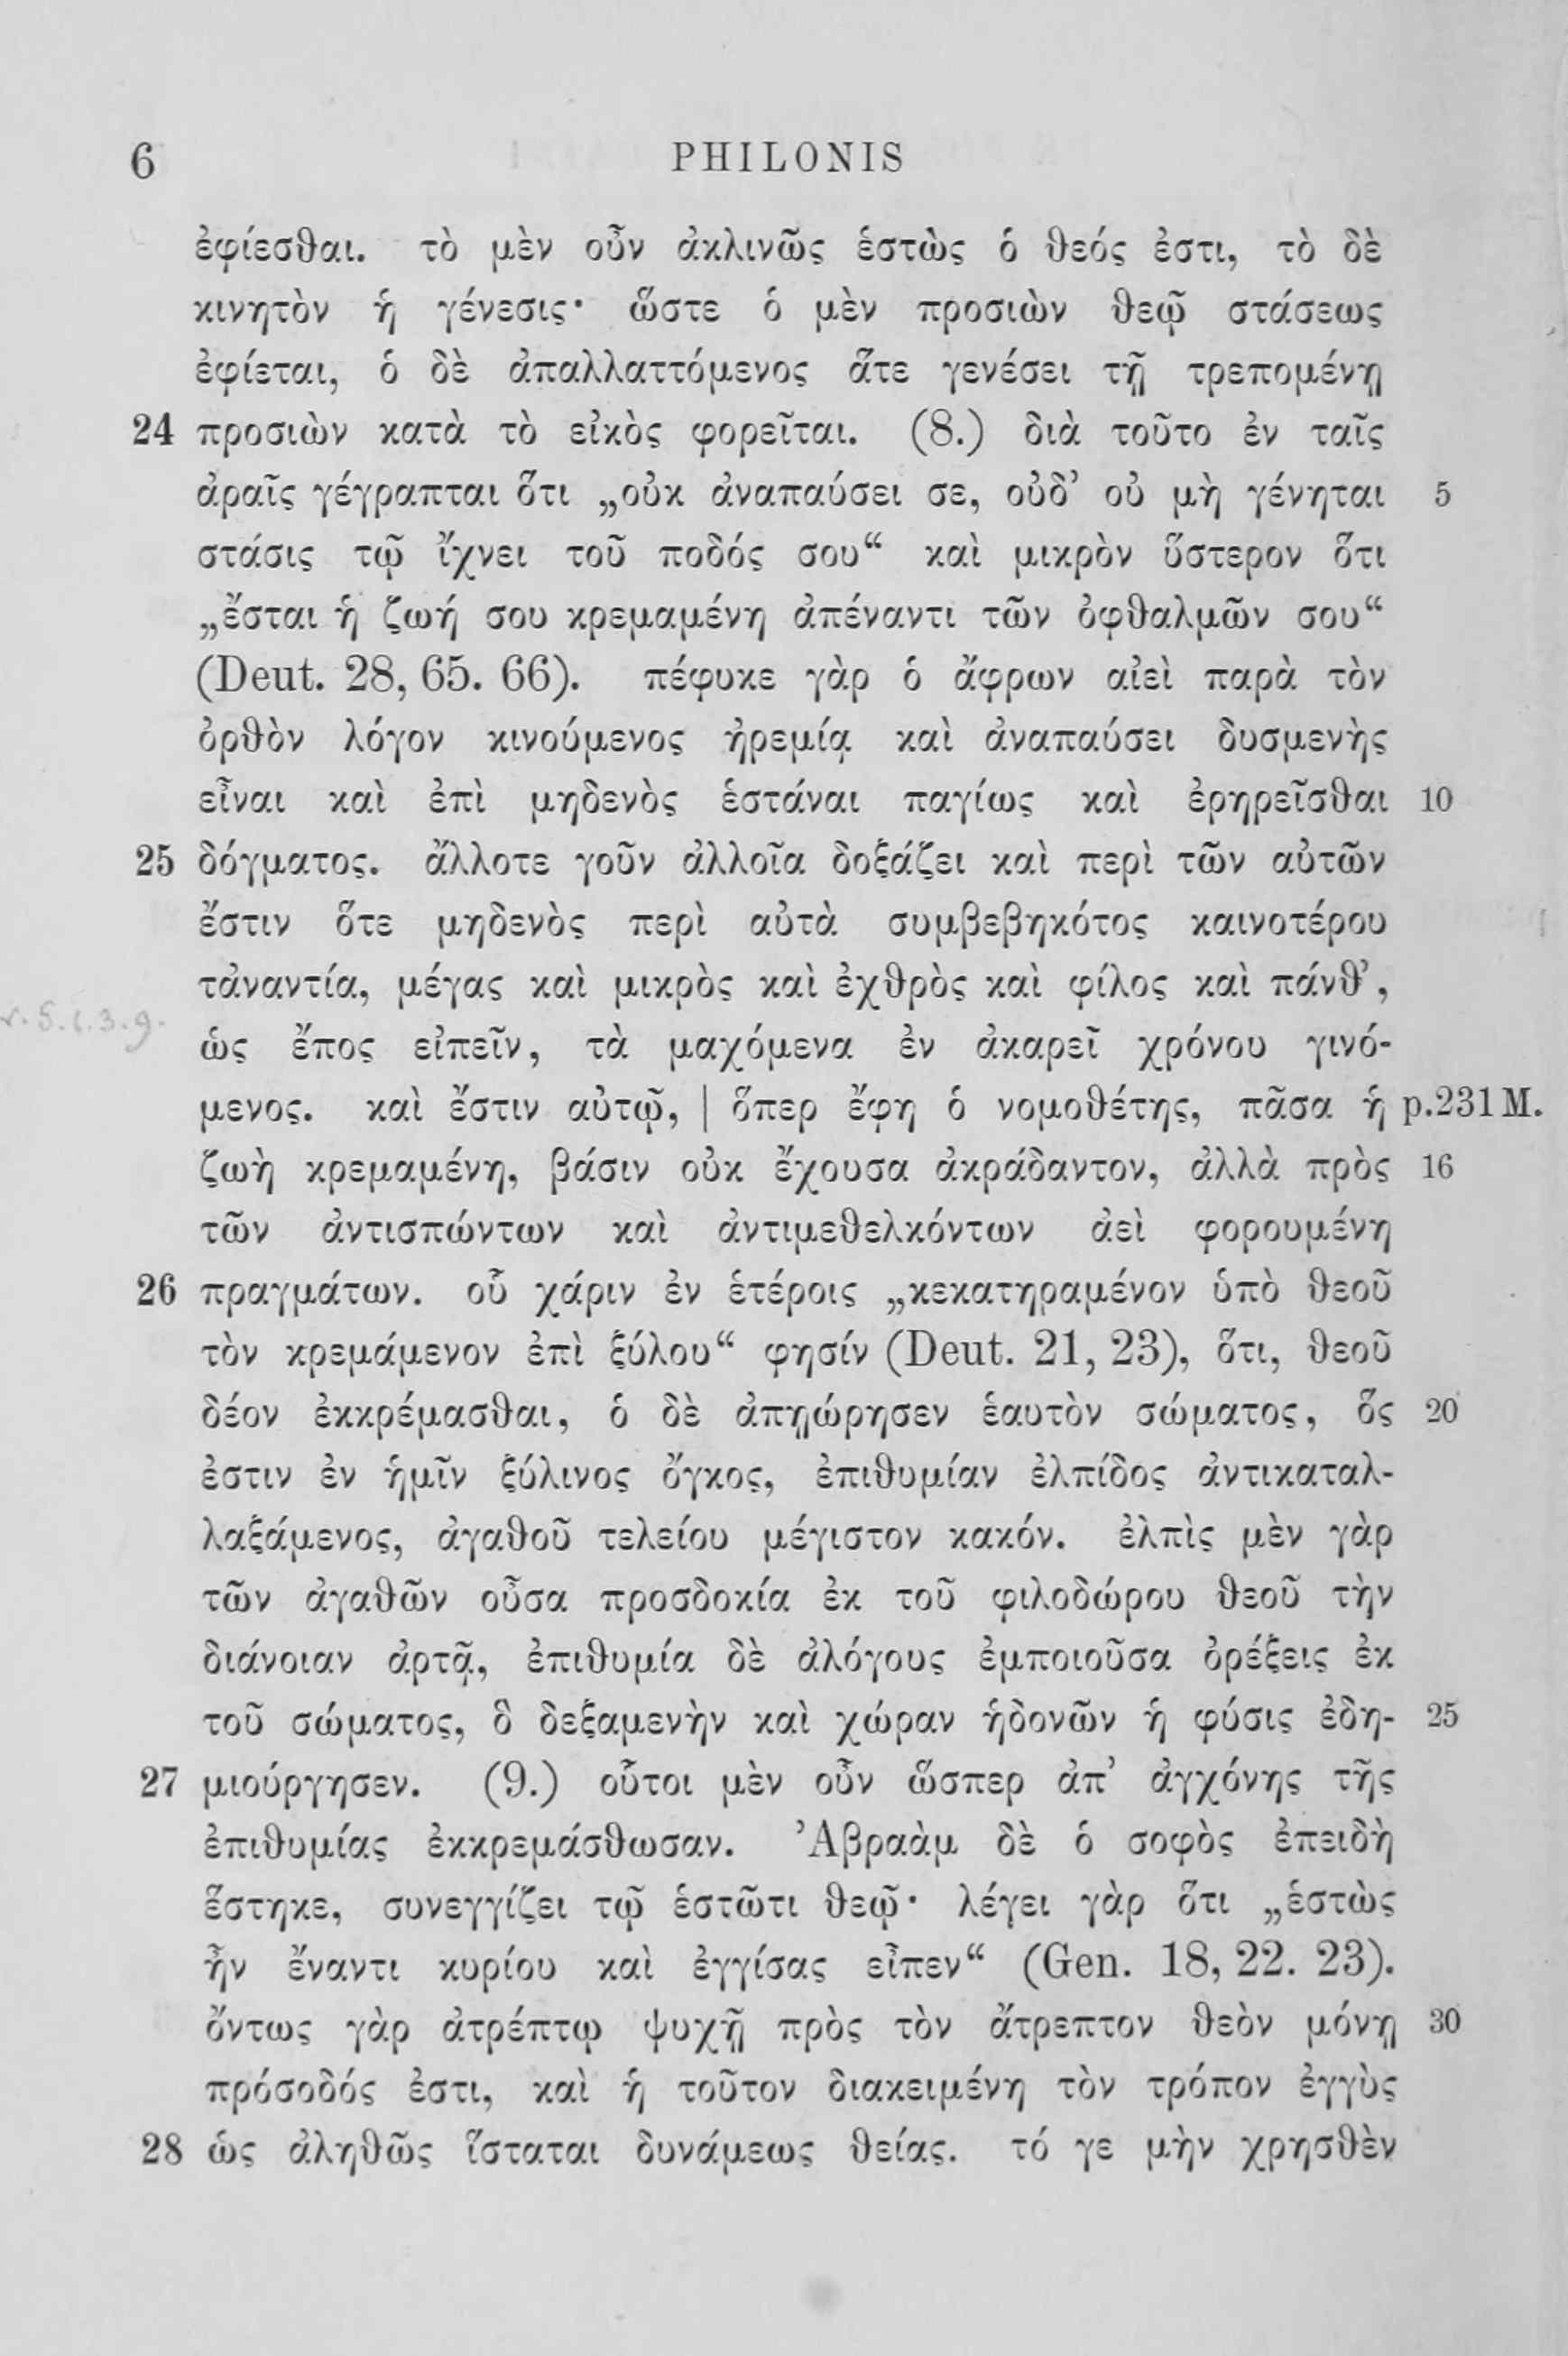 6 PHILONIS
ἐφίεσθαι. τὸ μὲν οὖν ἀκλινῶς ἑστὼς ὁ θεός ἐστι, τὸ δὲ
κινητὸν ἡ γένεσις· ὥστε ὁ μὲν προσιὼν θεῷ στάσεως
ἐφίεται, ὁ δὲ ἀπαλλαττόμενος ἅτε γενέσει τῇ τρεπομένῃ
24 προσιὼν κατὰ τὸ εἰκὸς φορεῖται. (8.) διὰ τοῦτο ἐν ταῖς
ἀραῖς γέγραπται ὅτι „οὐκ ἀναπαύσει σε, οὐδ’ οὐ μὴ γένηται 5
στάσις τῷ ἴχνει τοῦ ποδός σου“ καὶ μικρὸν ὕστερον ὅτι
„ἔσται ἡ ζωή σου κρεμαμένη ἀπέναντι τῶν ὀφθαλμῶν σου“
(Deut. 28, 65. 66). πέφυκε γὰρ ὁ ἄφρων αἰεὶ παρὰ τὸν
ὀρθὸν λόγον κινούμενος ἠρεμίᾳ καὶ ἀναπαύσει δυσμενὴς
εἶναι καὶ ἐπὶ μηδενὸς ἑστάναι παγίως καὶ ἐρηρεῖσθαι 10
25 δόγματος. ἄλλοτε γοῦν ἀλλοῖα δοξάζει καὶ περὶ τῶν αὐτῶν
ἔστιν ὅτε μηδενὸς περὶ αὐτὰ συμβεβηκότος καινοτέρου
τἀναντία, μέγας καὶ μικρὸς καὶ ἐχθρὸς καὶ φίλος καὶ πάνθ’,
ὡς ἔπος εἰπεῖν, τὰ μαχόμενα ἐν ἀκαρεῖ χρόνου γινό-
μενος. καὶ ἔστιν αὐτῷ, | ὅπερ ἔφη ὁ νομοθέτης, πᾶσα ἡ p.231 M.
ζωὴ κρεμαμένη, βάσιν οὐκ ἔχουσα ἀκράδαντον, ἀλλὰ πρὸς 16
τῶν ἀντισπώντων καὶ ἀντιμεθελκόντων ἀεὶ φορουμένη
26 πραγμάτων. οὗ χάριν ἐν ἑτέροις „κεκατηραμένον ὑπὸ θεοῦ
τὸν κρεμάμενον ἐπὶ ξύλου“ φησίν (Deut. 21, 23), ὅτι, θεοῦ
δέον ἐκκρέμασθαι, ὁ δὲ ἀπῃώρησεν ἑαυτὸν σώματος, ὅς 20
ἐστιν ἐν ἡμῖν ξύλινος ὄγκος, ἐπιθυμίαν ἐλπίδος ἀντικαταλ-
λαξάμενος, ἀγαθοῦ τελείου μέγιστον κακόν. ἐλπὶς μὲν γὰρ
τῶν ἀγαθῶν οὖσα προσδοκία ἐκ τοῦ φιλοδώρου θεοῦ τὴν
διάνοιαν ἀρτᾷ, ἐπιθυμία δὲ ἀλόγους ἐμποιοῦσα ὀρέξεις ἐκ
τοῦ σώματος, ὃ δεξαμενὴν καὶ χώραν ἡδονῶν ἡ φύσις ἐδη- 25
27 μιούργησεν. (9.) οὗτοι μὲν οὖν ὥσπερ ἀπ’ ἀγχόνης τῆς
ἐπιθυμίας ἐκκρεμάσθωσαν. Ἀβραὰμ δὲ ὁ σοφὸς ἐπειδὴ
ἕστηκε, συνεγγίζει τῷ ἑστῶτι θεῷ· λέγει γὰρ ὅτι „ἑστὼς
ἦν ἔναντι κυρίου καὶ ἐγγίσας εἶπεν“ (Gen. 18, 22. 23).
ὄντως γὰρ ἀτρέπτῳ ψυχῇ πρὸς τὸν ἄτρεπτον θεὸν μόνῃ 30
πρόσοδός ἐστι, καὶ ἡ τοῦτον διακειμένη τὸν τρόπον ἐγγὺς
28 ὡς ἀληθῶς ἵσταται δυνάμεως θείας. τό γε μὴν χρησθὲν